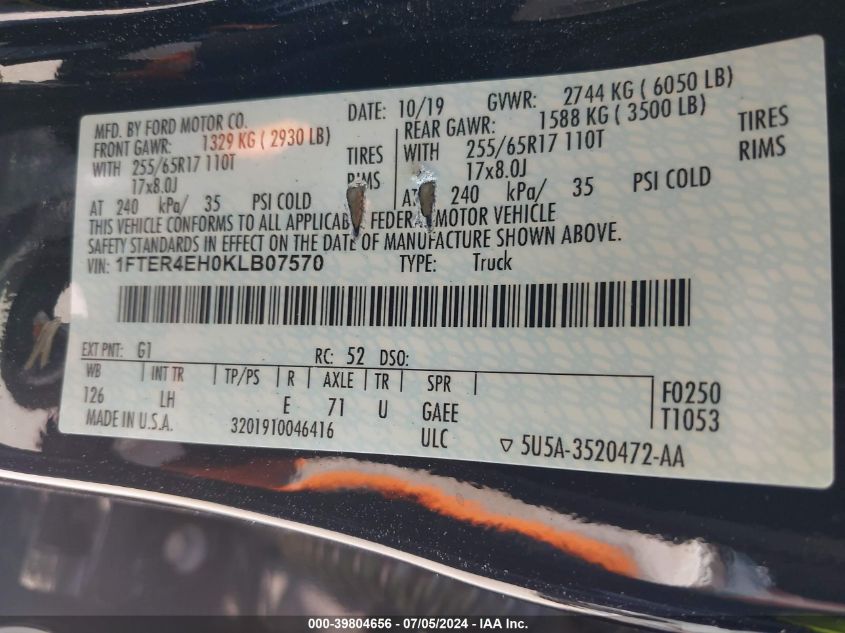 MFD. BY FORD MOTOR CO. DATE: 10/19 GVWR: 2744 KG ( 6050 LB)
FRONT GAWR: 1329 KG ( 2930 LB) REAR GAWR: 1588 KG ( 3500 LB)
WITH 255/65R17 110T TIRES WITH 255/65R17 110T TIRES
17x8.0J RIMS 17x8.0J RIMS
AT 240 kPa/ 35 PSI COLD AT 240 kPa/ 35 PSI COLD
THIS VEHICLE CONFORMS TO ALL APPLICABLE FEDERAL MOTOR VEHICLE
SAFETY STANDARDS IN EFFECT ON THE DATE OF MANUFACTURE SHOWN ABOVE.
VIN: 1FTER4EH0KLB07570 TYPE: Truck
EXT PNT: G1 RC: 52 DSO:
WB INT TR TP/PS R AXLE TR SPR F0250
126 LH E 71 U GAEE T1053
MADE IN U.S.A. 3201910046416 ULC ▽ 5U5A-3520472-AA
000-39804656 / 07/05/2024 - IAA Inc.